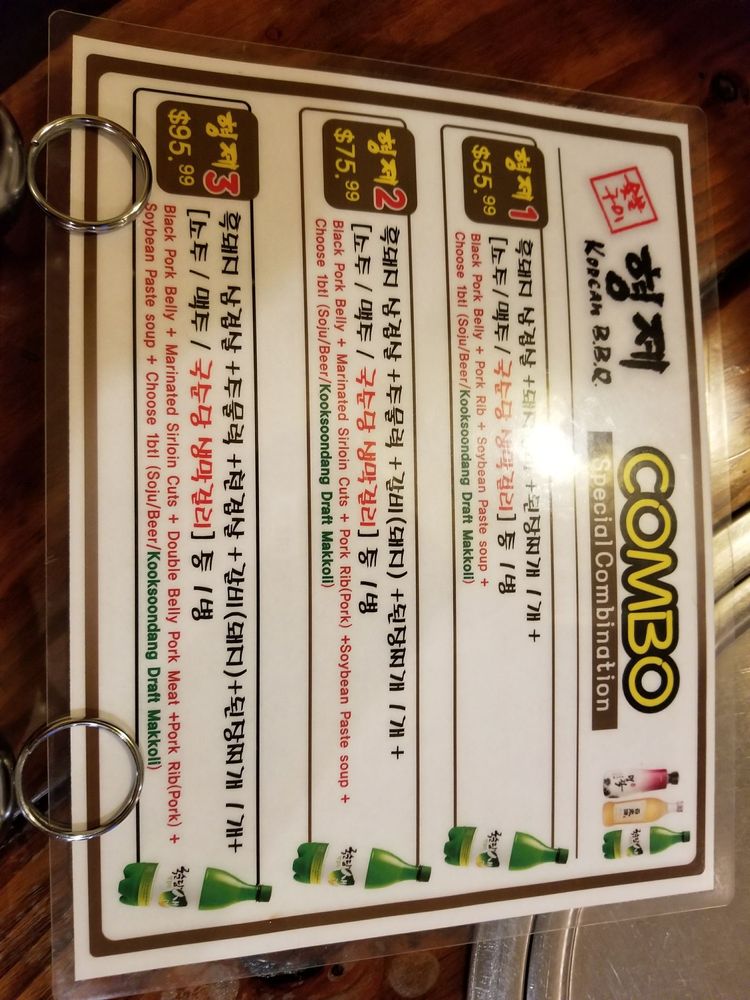 숯불
구이
형제
KOREAN B.B.Q.
COMBO
Special Combination
형제1
$55.99
흑돼지 삼겹살 + 돼지 + 된장찌개 1개 +
[소주 / 맥주 / 국순당 생막걸리] 중 1병
Black Pork Belly + Pork Rib + Soybean Paste soup +
Choose 1btl (Soju/Beer/Kooksoondang Draft Makkoli)
형제2
$75.99
흑돼지 삼겹살 + 주물럭 + 갈비(돼지) + 된장찌개 1개 +
[소주 / 맥주 / 국순당 생막걸리] 중 1병
Black Pork Belly + Marinated Sirloin Cuts + Pork Rib(Pork) +Soybean Paste soup +
Choose 1btl (Soju/Beer/Kooksoondang Draft Makkoli)
형제3
$95.99
흑돼지 삼겹살 + 주물럭 + 겹살 + 갈비(돼지)+된장찌개 1개+
[소주 / 맥주 / 국순당 생막걸리] 중 1병
Black Pork Belly + Marinated Sirloin Cuts + Double Belly Pork Meat +Pork Rib(Pork) +
Soybean Paste soup + Choose 1btl (Soju/Beer/Kooksoondang Draft Makkoli)